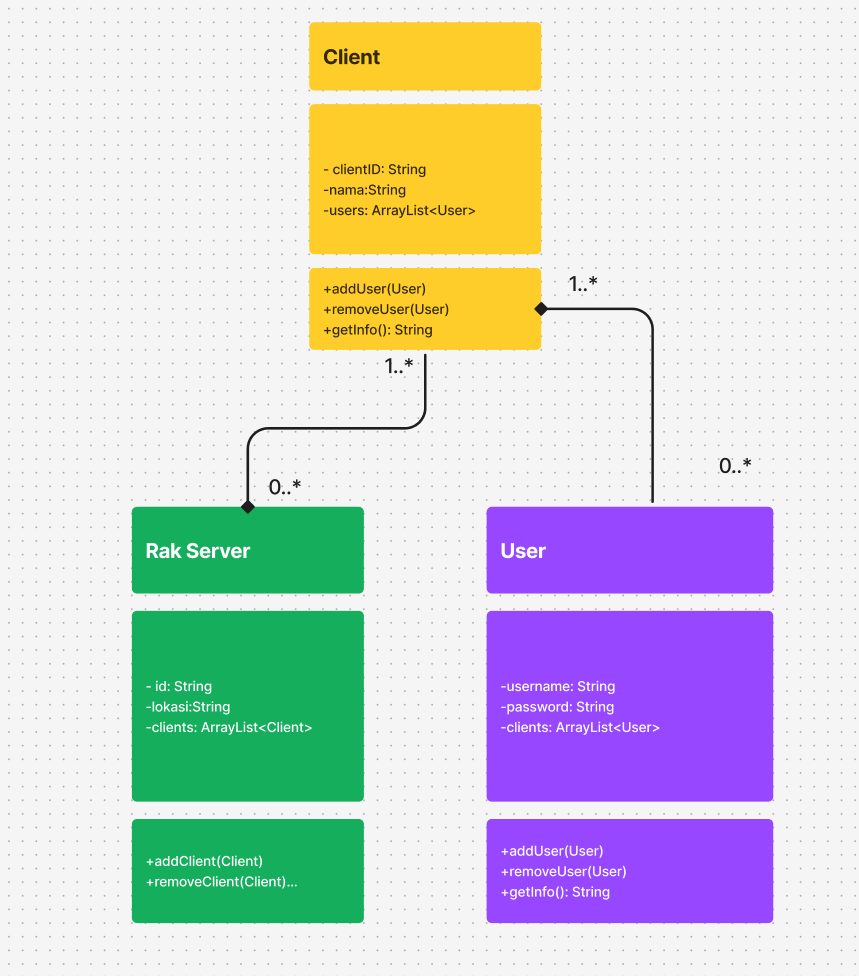 Client
- clientID: String
-nama:String
-users: ArrayList<User>
+addUser(User)
+removeUser(User)
+getInfo(): String
1..*
1..*
0..*
0..*
Rak Server
- id: String
-lokasi:String
-clients: ArrayList<Client>
+addClient(Client)
+removeClient(Client)...
User
-username: String
-password: String
-clients: ArrayList<User>
+addUser(User)
+removeUser(User)
+getInfo(): String